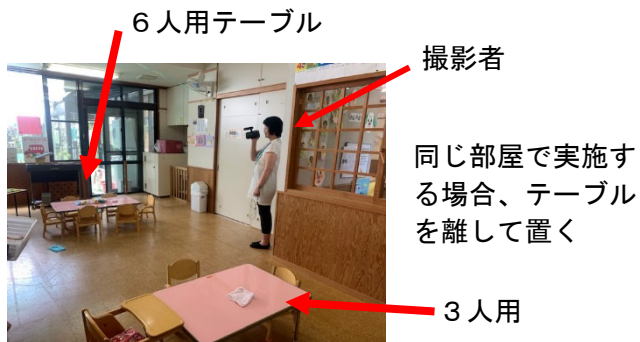 ６人用テーブル
撮影者
同じ部屋で実施す
る場合、テーブル
を離して置く
３人用